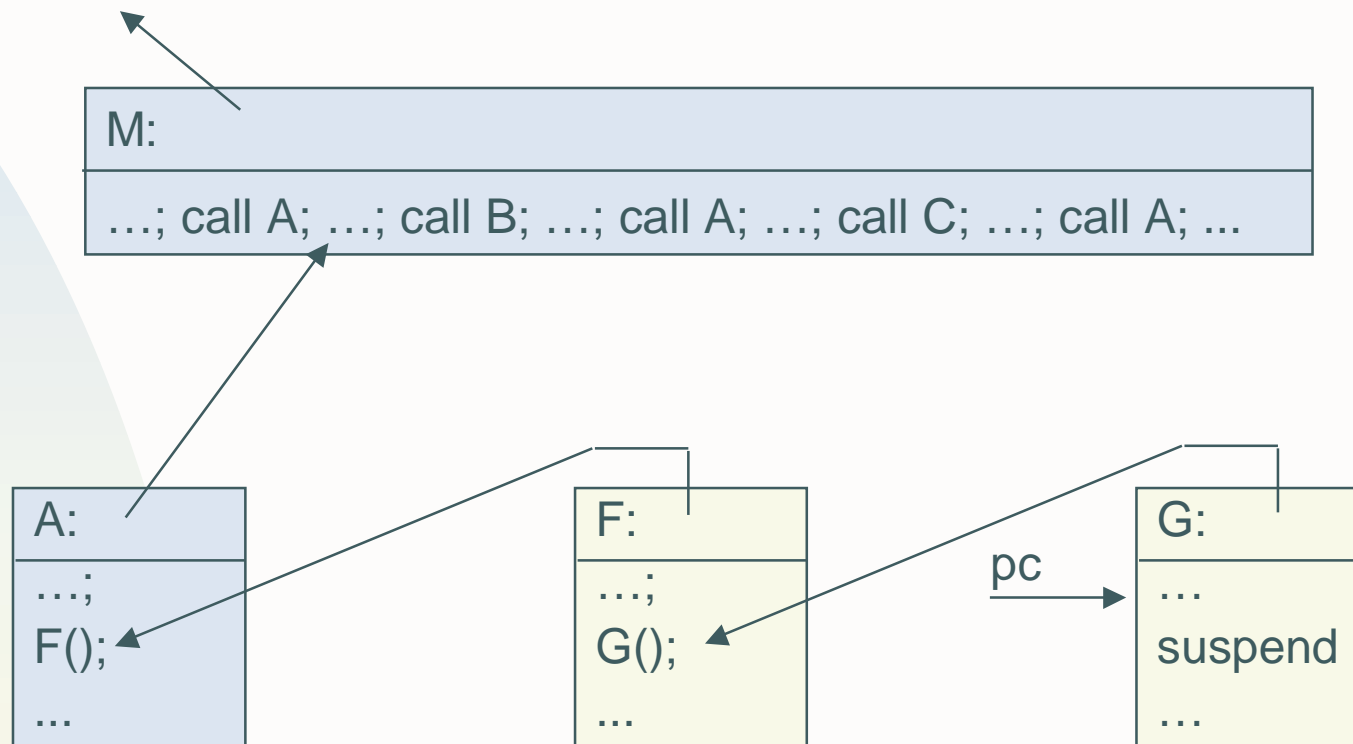 M:
…; call A; …; call B; …; call A; …; call C; …; call A; ...
A:
…;
F();
...
F:
…;
G();
...
pc
G:
…
suspend
…